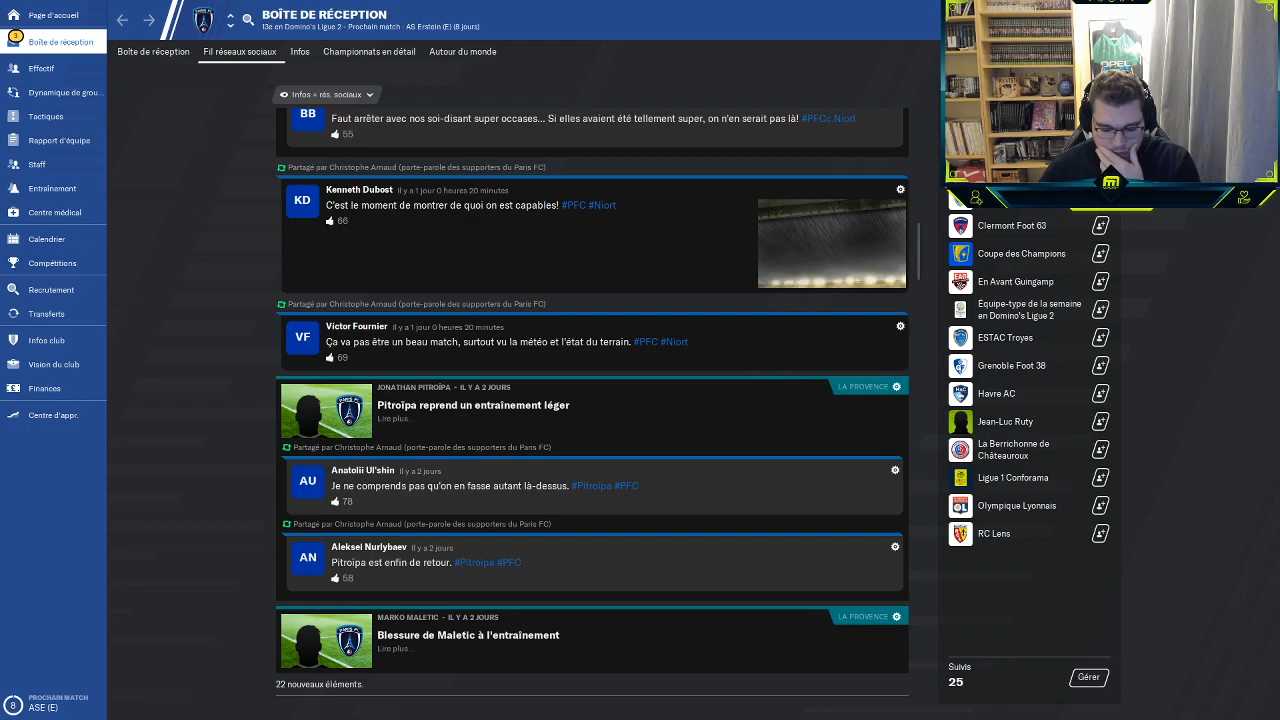 Page d'accueil
3
Boîte de réception
Effectif
Dynamique de grou...
Tactiques
Rapport d'équipe
Staff
Entraînement
Centre médical
Calendrier
Compétitions
Recrutement
Transferts
Infos club
Vision du club
Finances
Centre d'appr.
8
PROCHAIN MATCH
ASE (E)
BOÎTE DE RÉCEPTION
13e en Domino's Ligue 2 - Prochain match - AS Erstein (E) (8 jours)
Boîte de réception
Fil réseaux sociaux
Infos
Championnats en détail
Autour du monde
Infos + rés. sociaux
BB
Faut arrêter avec nos soi-disant super occases... Si elles avaient été tellement super, on n'en serait pas là! #PFCc.Niort
55
Partagé par Christophe Arnaud (porte-parole des supporters du Paris FC)
KD
Kenneth Dubost Il y a 1 jour 0 heures 20 minutes
C'est le moment de montrer de quoi on est capables! #PFC #Niort
66
Partagé par Christophe Arnaud (porte-parole des supporters du Paris FC)
VF
Victor Fournier Il y a 1 jour 0 heures 20 minutes
Ça va pas être un beau match, surtout vu la météo et l'état du terrain. #PFC #Niort
69
JONATHAN PITROÏPA - IL Y A 2 JOURS
LA PROVENCE
Pitroïpa reprend un entraînement léger
Lire plus...
Partagé par Christophe Arnaud (porte-parole des supporters du Paris FC)
AU
Anatolii Ul'shin Il y a 2 jours
Je ne comprends pas qu'on en fasse autant là-dessus. #Pitroipa #PFC
78
Partagé par Christophe Arnaud (porte-parole des supporters du Paris FC)
AN
Aleksei Nurlybaev Il y a 2 jours
Pitroïpa est enfin de retour. #Pitroipa #PFC
58
MARKO MALETIC - IL Y A 2 JOURS
LA PROVENCE
Blessure de Maletic à l'entraînement
Lire plus...
22 nouveaux éléments.
OPEL
Clermont Foot 63
Coupe des Champions
En Avant Guingamp
Equipe-type de la semaine
en Domino's Ligue 2
ESTAC Troyes
Grenoble Foot 38
Havre AC
Jean-Luc Ruty
La Berrichonne de
Châteauroux
Ligue 1 Conforama
Olympique Lyonnais
RC Lens
Suivis
25
Gérer